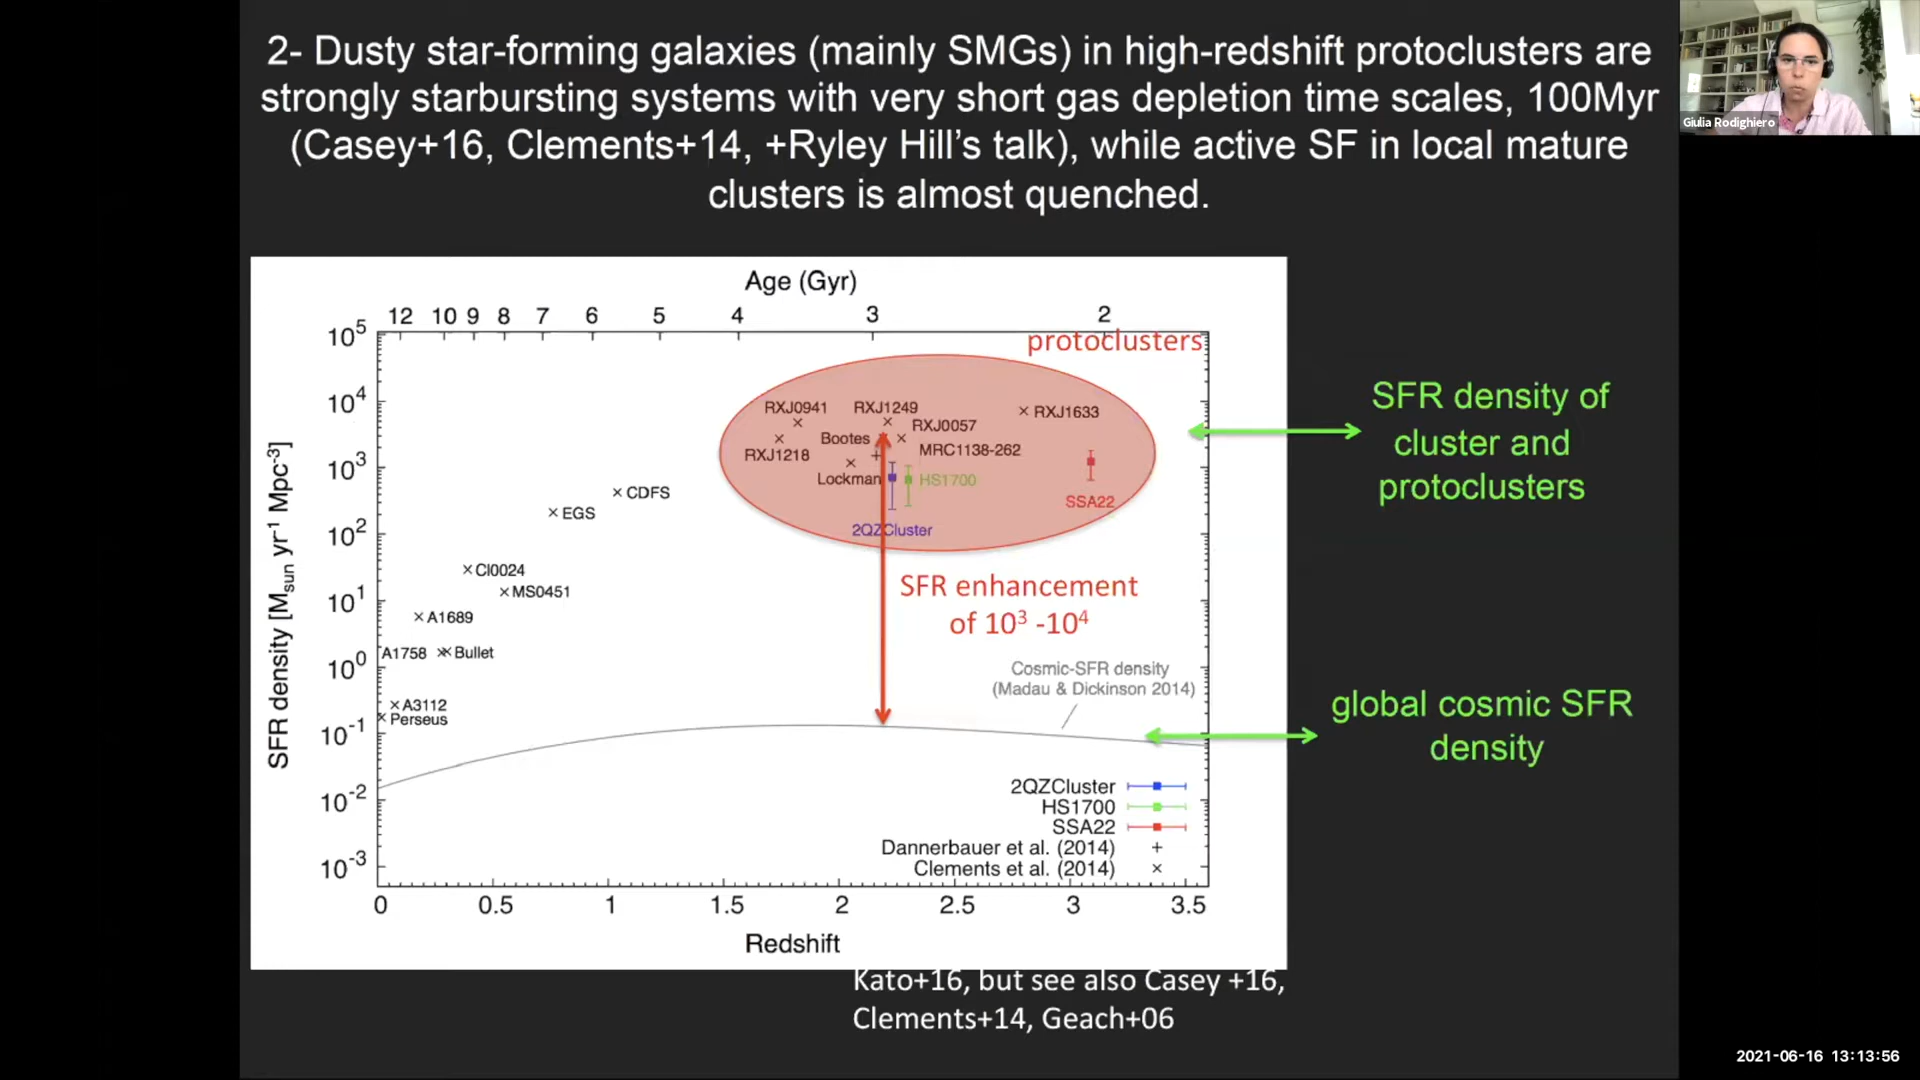 2- Dusty star-forming galaxies (mainly SMGs) in high-redshift protoclusters are
strongly starbursting systems with very short gas depletion time scales, 100Myr
(Casey+16, Clements+14, +Ryley Hill's talk), while active SF in local mature
clusters is almost quenched.
Giulia Rodighiero
Age (Gyr)
12 10 9 8 7 6 5 4 3 2
protoclusters
SFR density [Msun yr-1 Mpc-3]
10^5
10^4
10^3
10^2
10^1
10^0
10^-1
10^-2
10^-3
RXJ0941
RXJ1249
RXJ1633
RXJ0057
Bootes
MRC1138-262
RXJ1218
Lockman
HS1700
SSA22
2QZCluster
CDFS
EGS
Cl0024
MS0451
A1689
A1758
Bullet
A3112
Perseus
SFR enhancement
of 10^3 -10^4
Cosmic-SFR density
(Madau & Dickinson 2014)
2QZCluster
HS1700
SSA22
Dannerbauer et al. (2014)
Clements et al. (2014)
0 0.5 1 1.5 2 2.5 3 3.5
Redshift
SFR density of
cluster and
protoclusters
global cosmic SFR
density
Kato+16, but see also Casey +16,
Clements+14, Geach+06
2021-06-16 13:13:56